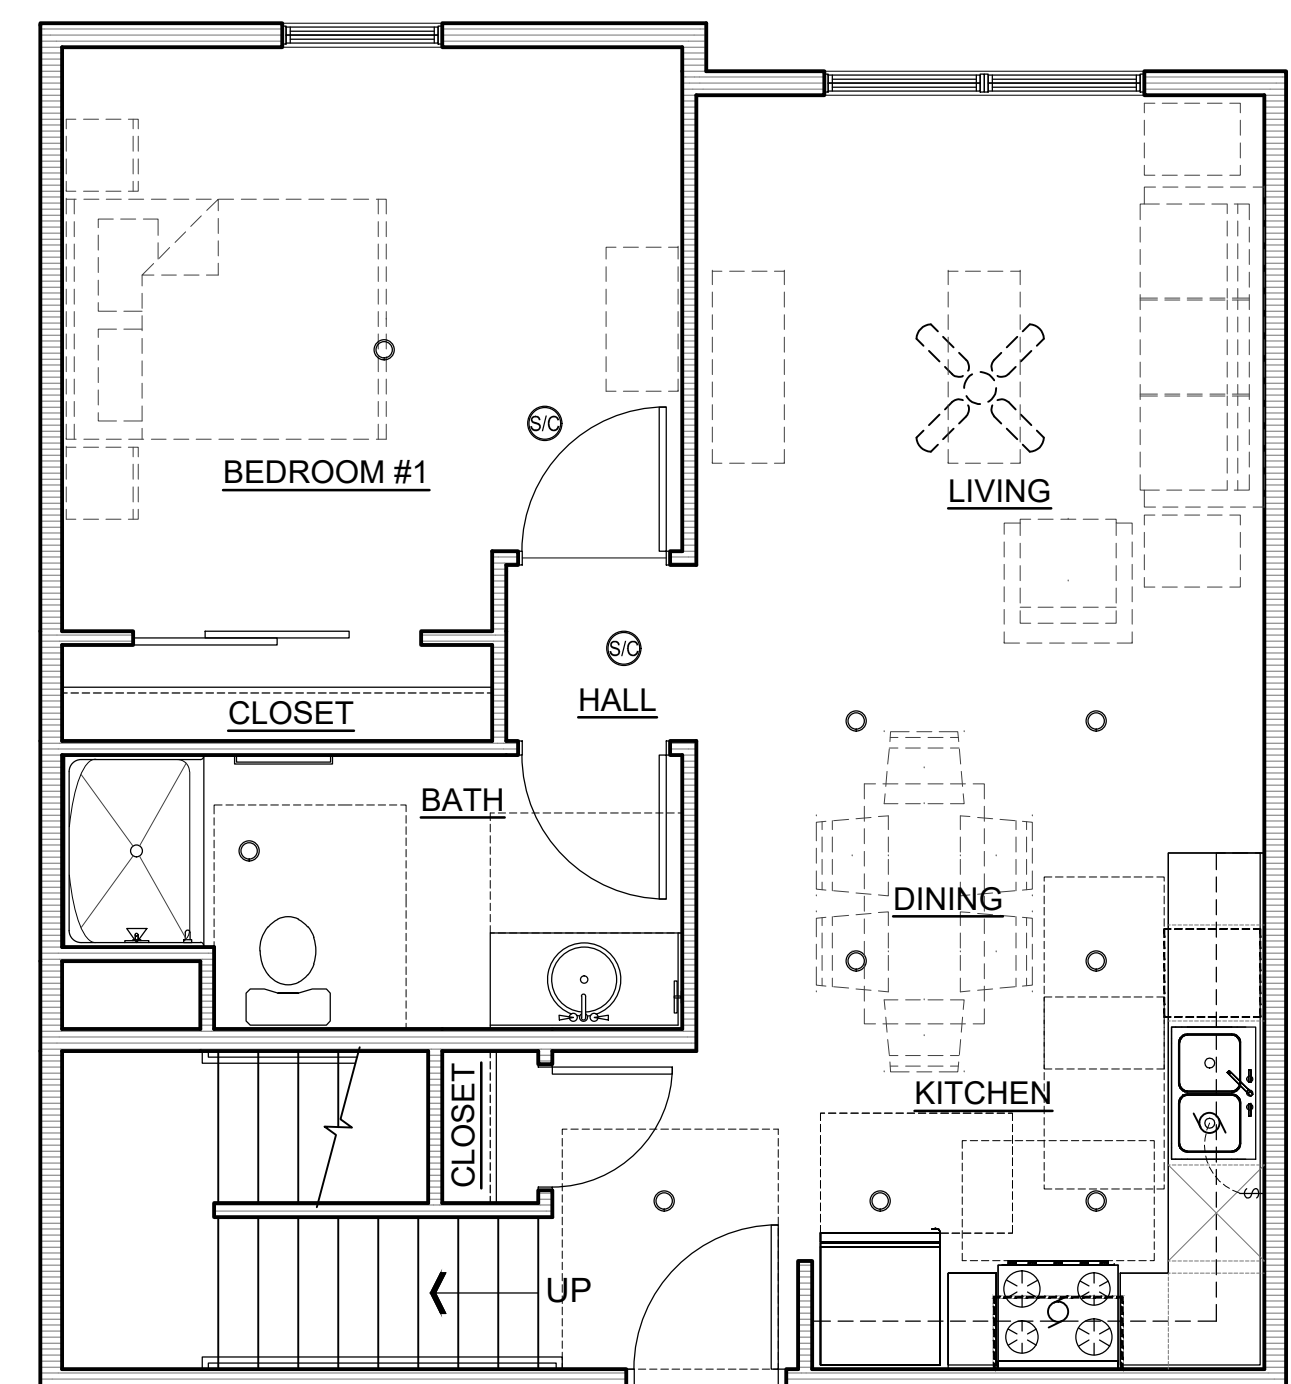 S/C
BEDROOM #1
LIVING
S/C
HALL
CLOSET
BATH
DINING
KITCHEN
CLOSET
S
UP